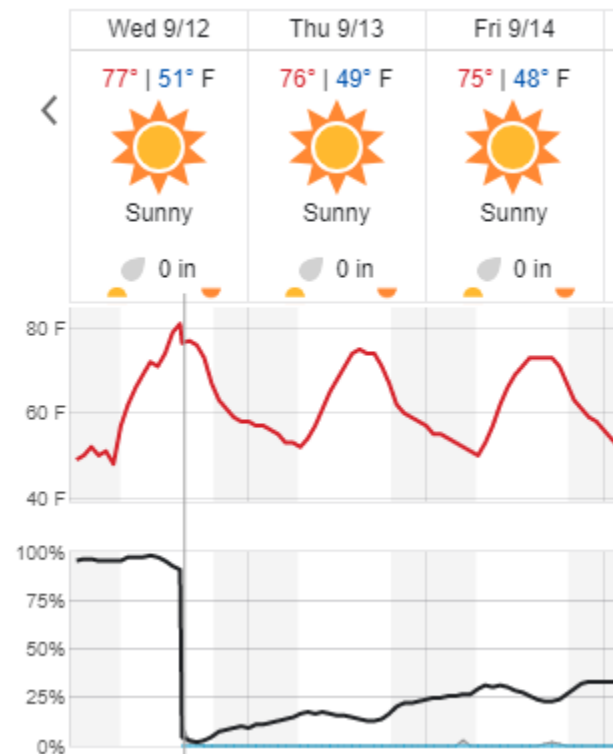 Wed 9/12 Thu 9/13 Fri 9/14
77° | 51° F 76° | 49° F 75° | 48° F
Sunny Sunny Sunny
0 in 0 in 0 in
80 F
60 F
40 F
100%
75%
50%
25%
0%